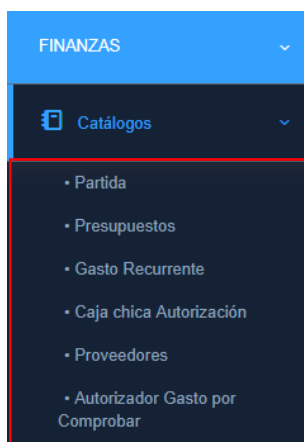 FINANZAS
Catálogos
• Partida
• Presupuestos
• Gasto Recurrente
• Caja chica Autorización
• Proveedores
• Autorizador Gasto por
Comprobar